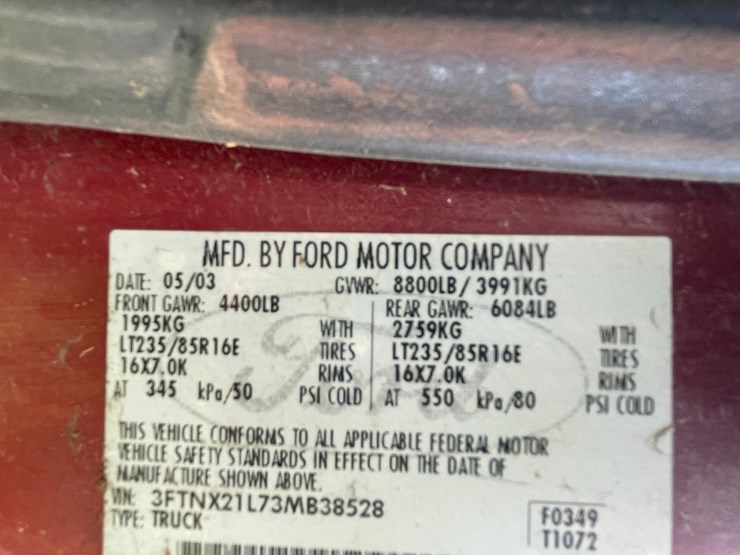 MFD. BY FORD MOTOR COMPANY
DATE: 05/03 GVWR: 8800LB/ 3991KG
FRONT GAWR: 4400LB REAR GAWR: 6084LB
1995KG WITH 2759KG WITH
LT235/85R16E TIRES LT235/85R16E TIRES
16X7.0K RIMS 16X7.0K RIMS
AT 345 kPa/50 PSI COLD AT 550 kPa/80 PSI COLD
Ford
THIS VEHICLE CONFORMS TO ALL APPLICABLE FEDERAL MOTOR
VEHICLE SAFETY STANDARDS IN EFFECT ON THE DATE OF
MANUFACTURE SHOWN ABOVE.
VIN: 3FTNX21L73MB38528
TYPE: TRUCK
F0349
T1072